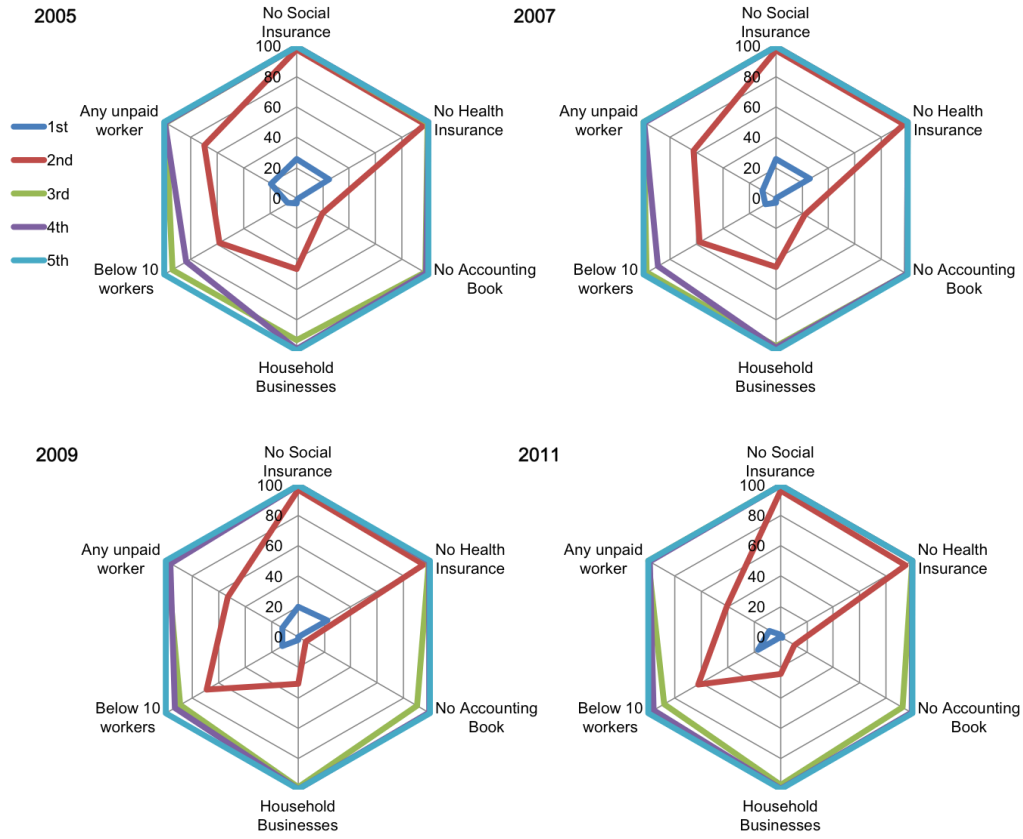 2005
No Social
Insurance
100
80
60
40
20
0
No Health
Insurance
No Accounting
Book
Household
Businesses
Below 10
workers
Any unpaid
worker
1st
2nd
3rd
4th
5th
2007
No Social
Insurance
100
80
60
40
20
0
No Health
Insurance
No Accounting
Book
Household
Businesses
Below 10
workers
Any unpaid
worker
2009
No Social
Insurance
100
80
60
40
20
0
No Health
Insurance
No Accounting
Book
Household
Businesses
Below 10
workers
Any unpaid
worker
2011
No Social
Insurance
100
80
60
40
20
0
No Health
Insurance
No Accounting
Book
Household
Businesses
Below 10
workers
Any unpaid
worker